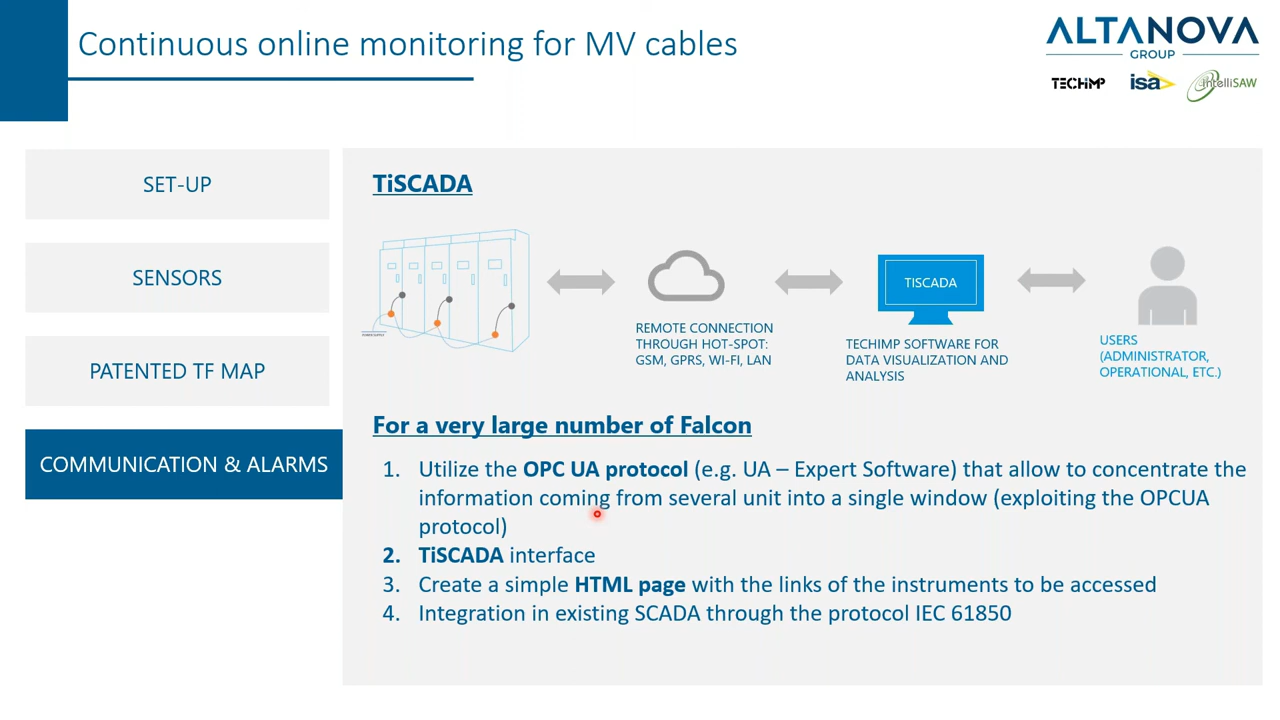 Continuous online monitoring for MV cables
ALTANOVA
GROUP
TECHIMP
isa
intelliSAW
SET-UP
SENSORS
PATENTED TF MAP
COMMUNICATION & ALARMS
TiSCADA
POWER SUPPLY
REMOTE CONNECTION
THROUGH HOT-SPOT:
GSM, GPRS, WI-FI, LAN
TISCADA
TECHIMP SOFTWARE FOR
DATA VISUALIZATION AND
ANALYSIS
USERS
(ADMINISTRATOR,
OPERATIONAL, ETC.)
For a very large number of Falcon
1. Utilize the OPC UA protocol (e.g. UA – Expert Software) that allow to concentrate the
information coming from several unit into a single window (exploiting the OPCUA
protocol)
2. TiSCADA interface
3. Create a simple HTML page with the links of the instruments to be accessed
4. Integration in existing SCADA through the protocol IEC 61850